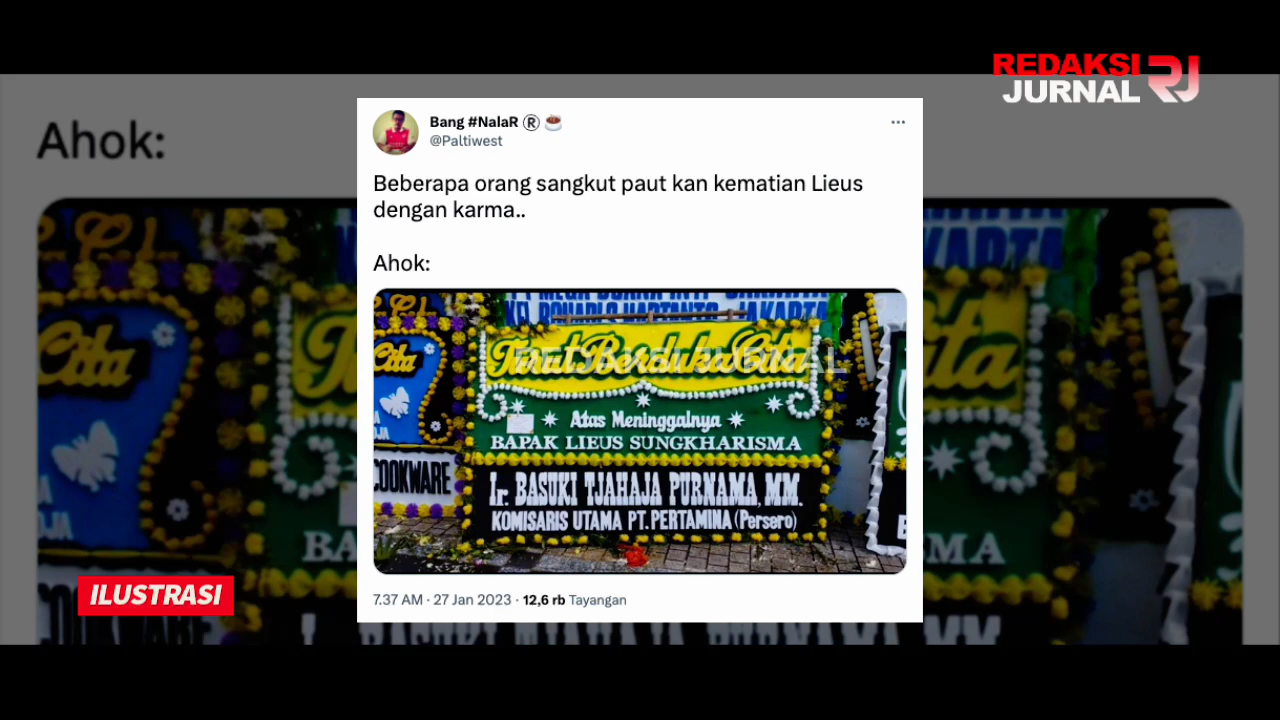 REDAKSI
JURNAL RJ
Ahok:
Bang #NalaR Ⓡ ☕
@Paltiwest
Beberapa orang sangkut paut kan kematian Lieus
dengan karma..
Ahok:
JAKARTA
Cita
Turut Berduka Cita
Atas Meninggalnya
BAPAK LIEUS SUNGKHARISMA
COOKWARE
Ir. BASUKI TJAHAJA PURNAMA, MM.
KOMISARIS UTAMA PT. PERTAMINA (Persero)
7.37 AM · 27 Jan 2023 · 12,6 rb Tayangan
ILUSTRASI